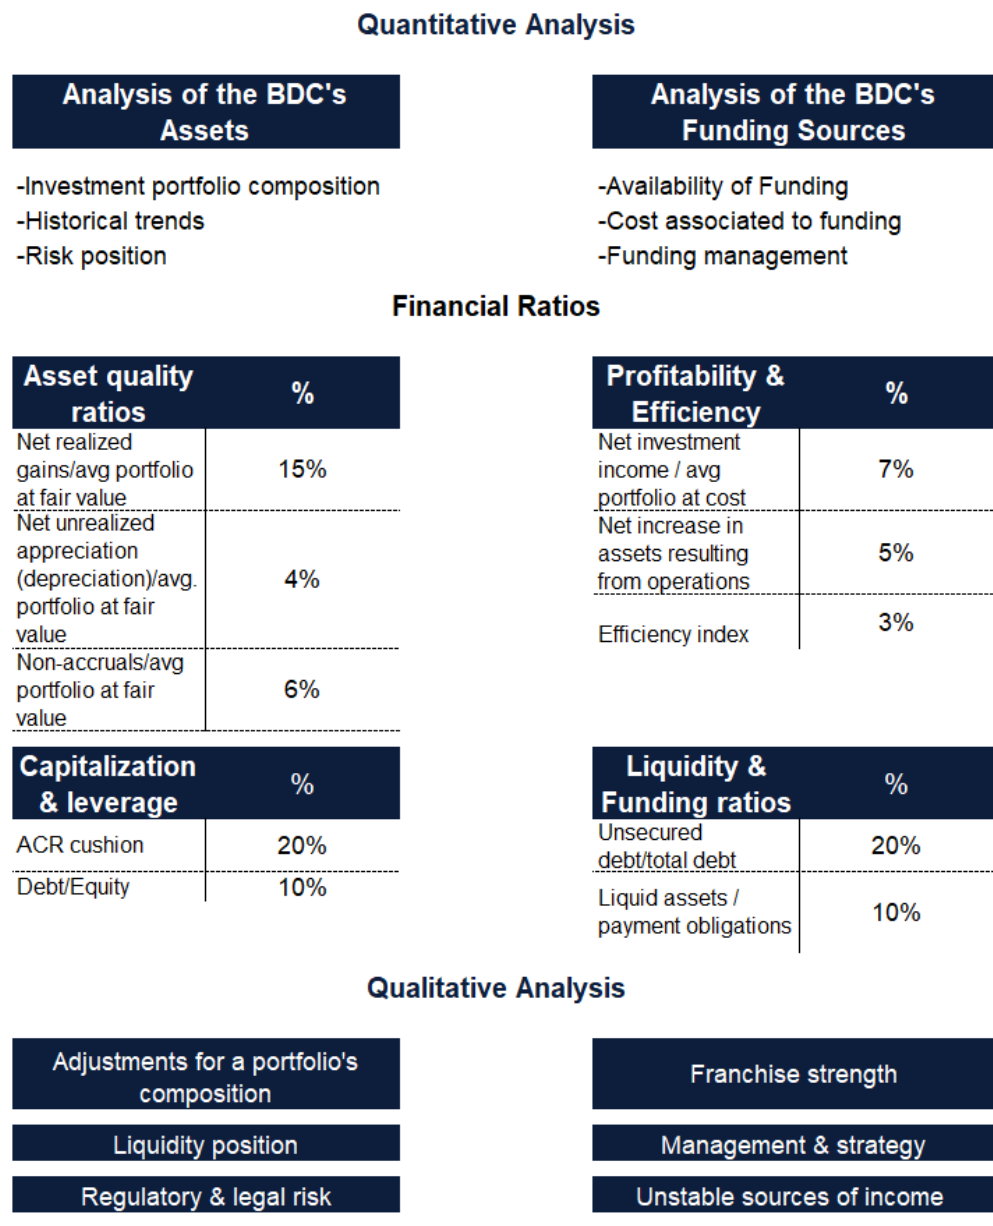 Quantitative Analysis
Analysis of the BDC's
Assets
-Investment portfolio composition
-Historical trends
-Risk position
Analysis of the BDC's
Funding Sources
-Availability of Funding
-Cost associated to funding
-Funding management
Financial Ratios
Asset quality
ratios
%
Net realized
gains/avg portfolio
at fair value
15%
Net unrealized
appreciation
(depreciation)/avg.
portfolio at fair
value
4%
Non-accruals/avg
portfolio at fair
value
6%
Profitability &
Efficiency
%
Net investment
income / avg
portfolio at cost
7%
Net increase in
assets resulting
from operations
5%
Efficiency index
3%
Capitalization
& leverage
%
ACR cushion
20%
Debt/Equity
10%
Liquidity &
Funding ratios
%
Unsecured
debt/total debt
20%
Liquid assets /
payment obligations
10%
Qualitative Analysis
Adjustments for a portfolio's
composition
Franchise strength
Liquidity position
Management & strategy
Regulatory & legal risk
Unstable sources of income